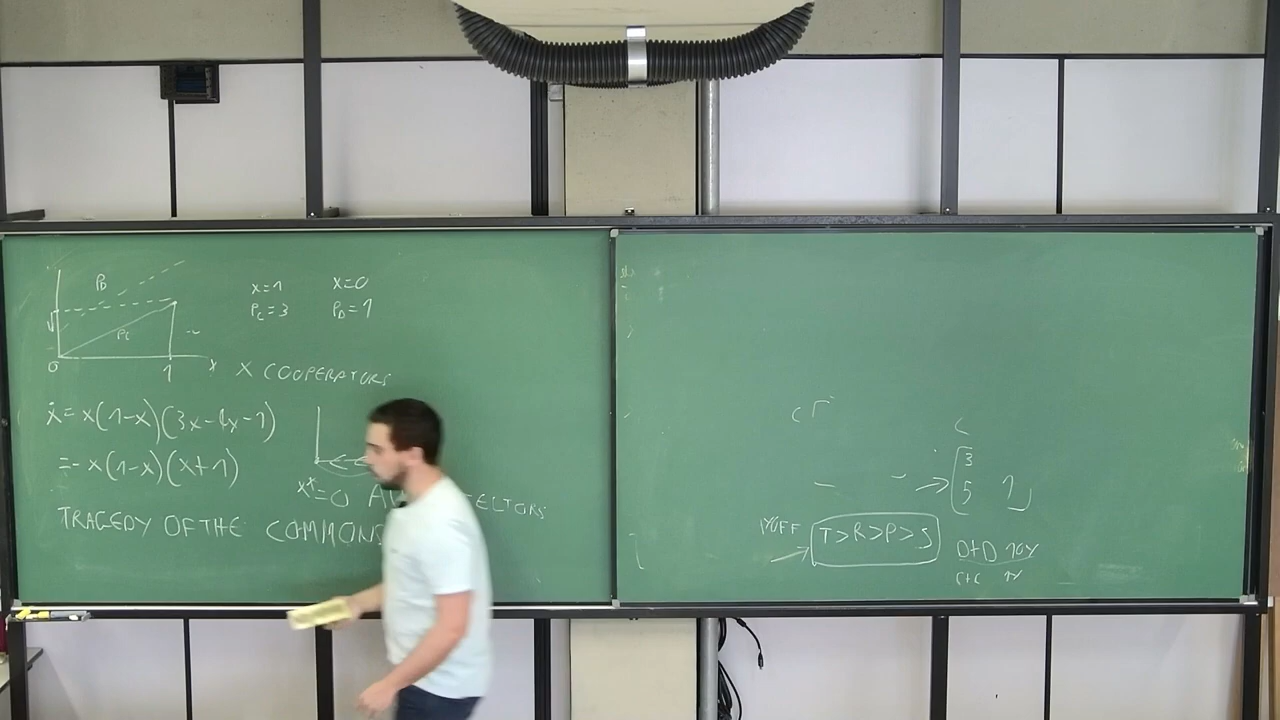 PD
PC
0 1 x
x=1 x=0
PC=3 PD=1
X COOPERATORS
ẋ=x(1-x)(3x-4x-1)
=-x(1-x)(x+1)
x*=0
TRAGEDY OF THE COMMONS
C
3
5 1
T>R>P>S
D+D 10Y
C+C 1Y